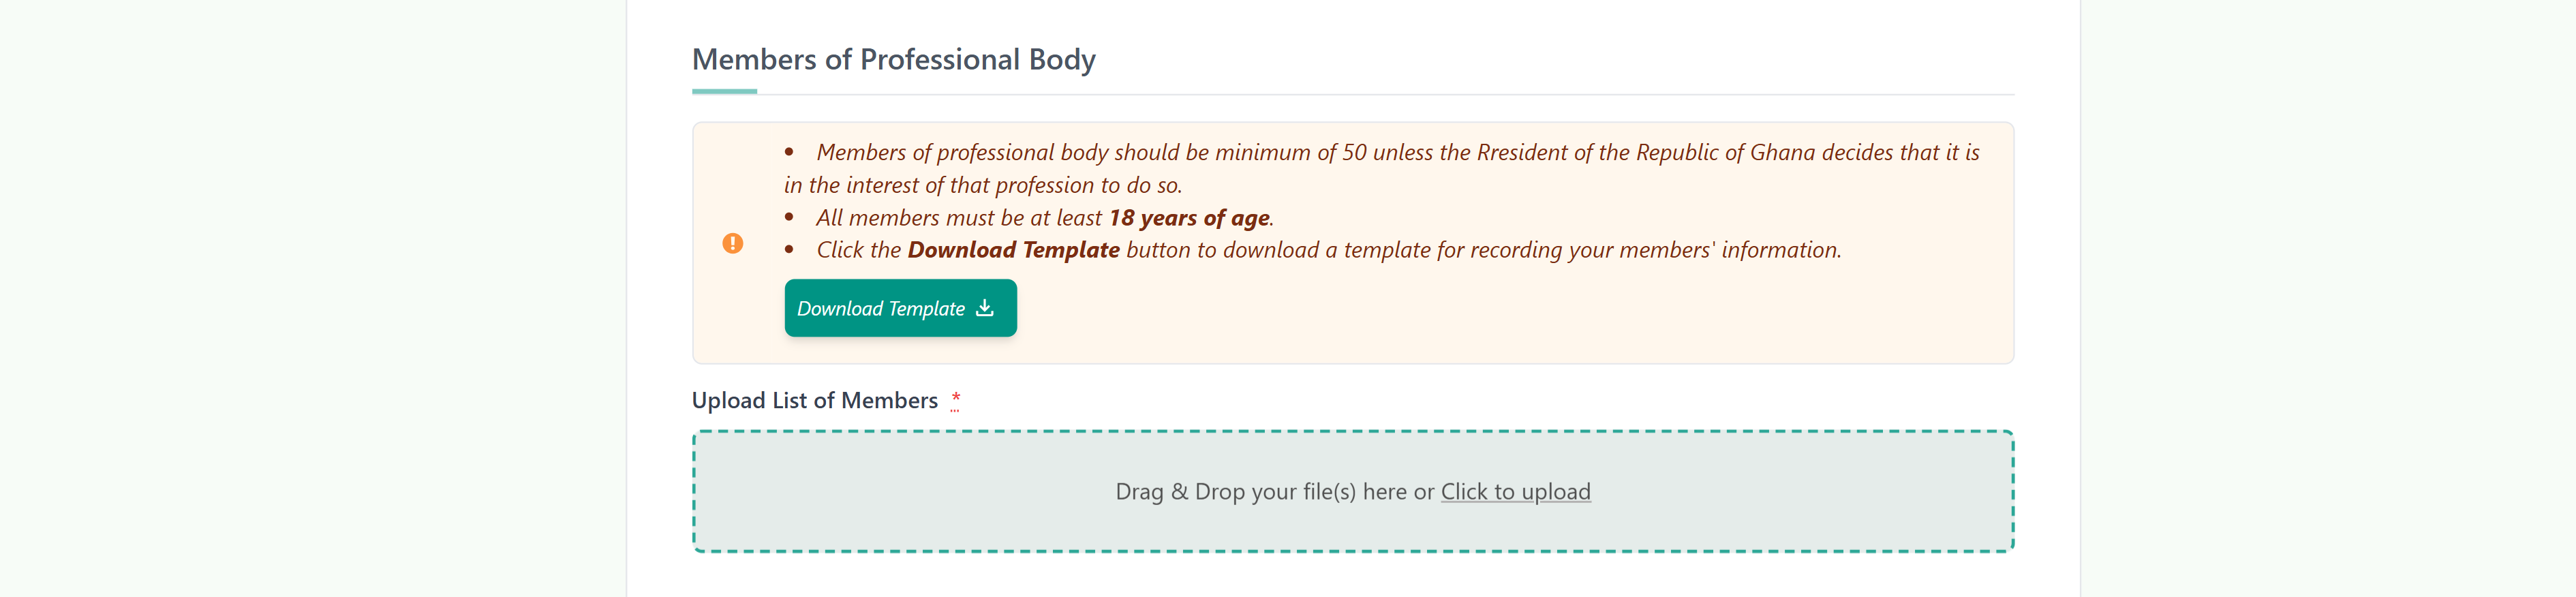 Members of Professional Body
• Members of professional body should be minimum of 50 unless the Rresident of the Republic of Ghana decides that it is
in the interest of that profession to do so.
• All members must be at least 18 years of age.
• Click the Download Template button to download a template for recording your members' information.
Download Template
Upload List of Members *
Drag & Drop your file(s) here or Click to upload